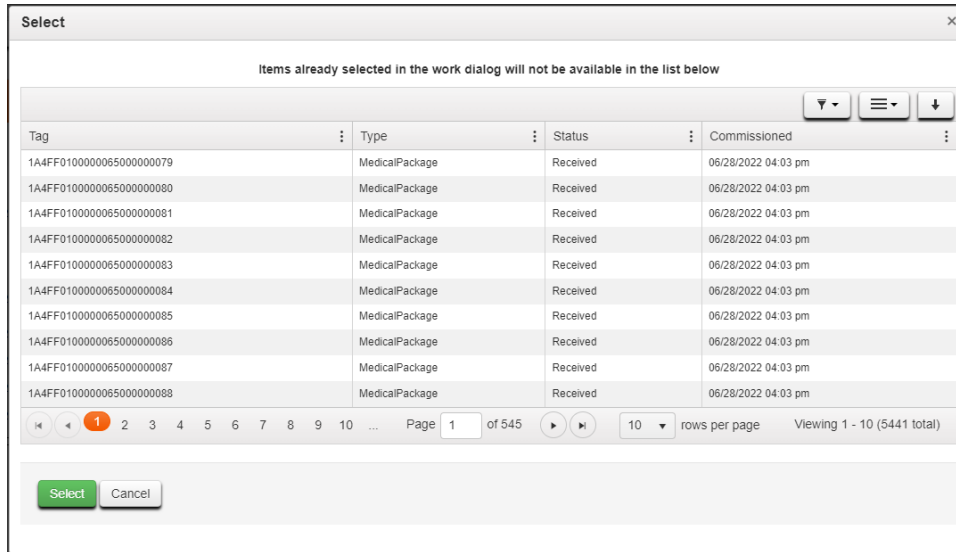 Select
Items already selected in the work dialog will not be available in the list below
Tag Type Status Commissioned
1A4FF0100000065000000079 MedicalPackage Received 06/28/2022 04:03 pm
1A4FF0100000065000000080 MedicalPackage Received 06/28/2022 04:03 pm
1A4FF0100000065000000081 MedicalPackage Received 06/28/2022 04:03 pm
1A4FF0100000065000000082 MedicalPackage Received 06/28/2022 04:03 pm
1A4FF0100000065000000083 MedicalPackage Received 06/28/2022 04:03 pm
1A4FF0100000065000000084 MedicalPackage Received 06/28/2022 04:03 pm
1A4FF0100000065000000085 MedicalPackage Received 06/28/2022 04:03 pm
1A4FF0100000065000000086 MedicalPackage Received 06/28/2022 04:03 pm
1A4FF0100000065000000087 MedicalPackage Received 06/28/2022 04:03 pm
1A4FF0100000065000000088 MedicalPackage Received 06/28/2022 04:03 pm
1 2 3 4 5 6 7 8 9 10 ... Page 1 of 545 10 rows per page Viewing 1 - 10 (5441 total)
Select Cancel